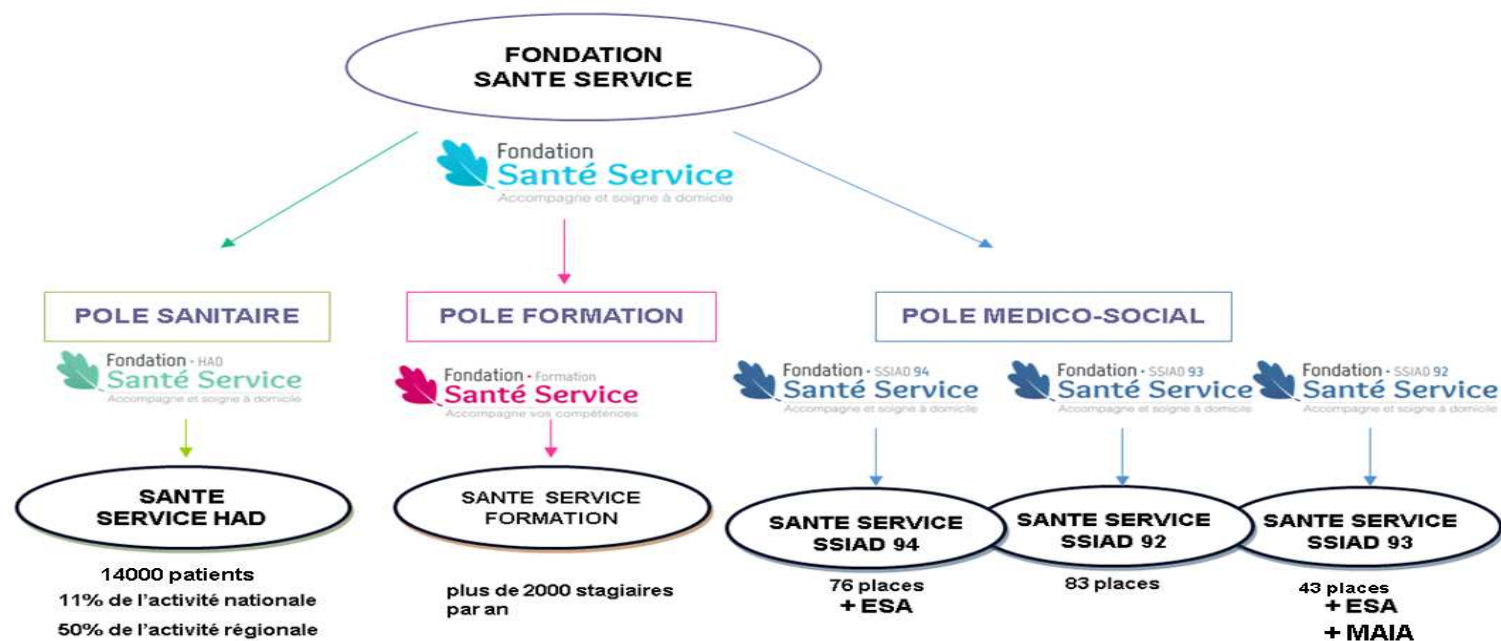 FONDATION
SANTE SERVICE
Fondation
Santé Service
Accompagne et soigne à domicile
POLE SANITAIRE
POLE FORMATION
POLE MEDICO-SOCIAL
Fondation - HAD
Santé Service
Accompagne et soigne à domicile
Fondation • Formation
Santé Service
Accompagne vos compétences
Fondation • SSIAD 94
Santé Service
Accompagne et soigne à domicile
Fondation • SSIAD 93
Santé Service
Accompagne et soigne à domicile
Fondation • SSIAD 92
Santé Service
Accompagne et soigne à domicile
SANTE
SERVICE HAD
SANTE SERVICE
FORMATION
SANTE SERVICE
SSIAD 94
SANTE SERVICE
SSIAD 92
SANTE SERVICE
SSIAD 93
14000 patients
11% de l'activité nationale
50% de l'activité régionale
plus de 2000 stagiaires
par an
76 places
+ ESA
83 places
43 places
+ ESA
+ MAIA